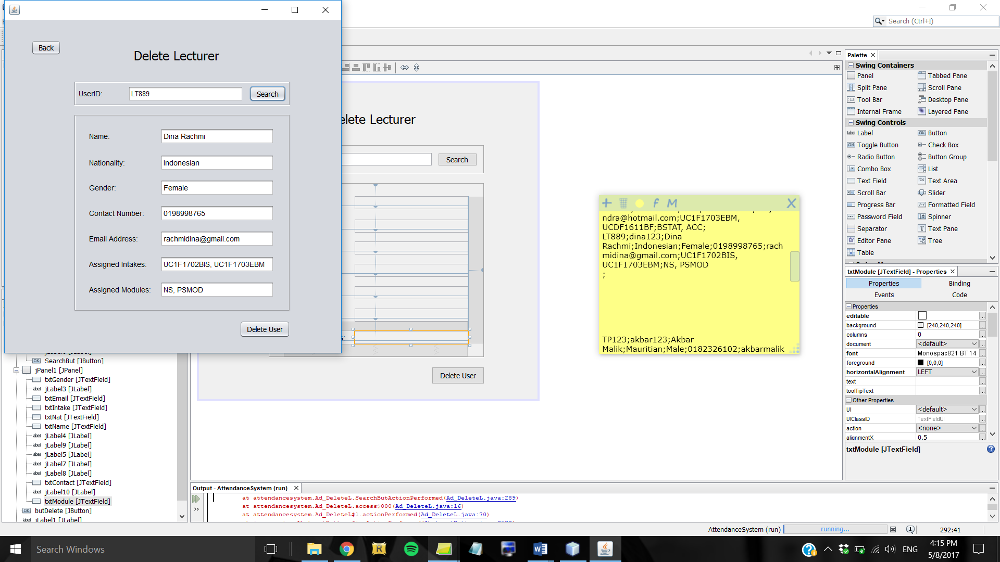 Back
Delete Lecturer
UserID:
LT889
Search
Name:
Dina Rachmi
Nationality:
Indonesian
Gender:
Female
Contact Number:
0198998765
Email Address:
rachmidina@gmail.com
Assigned Intakes:
UC1F1702BIS, UC1F1703EBM
Assigned Modules:
NS, PSMOD
Delete User
elete Lecturer
Search
Delete User
ndra@hotmail.com;UC1F1703EBM,
UCDF1611BF;BSTAT, ACC;
LT889;dina123;Dina
Rachmi;Indonesian;Female;0198998765;rach
midina@gmail.com;UC1F1702BIS,
UC1F1703EBM;NS, PSMOD
;
TP123;akbar123;Akbar
Malik;Mauritian;Male;0182326102;akbarmalik
Search (Ctrl+I)
Palette
Swing Containers
Panel
Tabbed Pane
Split Pane
Scroll Pane
Tool Bar
Desktop Pane
Internal Frame
Layered Pane
Swing Controls
Label
Button
Toggle Button
Check Box
Radio Button
Button Group
Combo Box
List
Text Field
Text Area
Scroll Bar
Slider
Progress Bar
Formatted Field
Password Field
Spinner
Separator
Text Pane
Editor Pane
Tree
Table
txtModule [JTextField] - Properties
Properties
Binding
Events
Code
Properties
editable
background
[240,240,240]
columns
0
document
<default>
font
Monospac821 BT 14
foreground
[0,0,0]
horizontalAlignment
LEFT
text
toolTipText
Other Properties
UI
<default>
UIClassID
TextFieldUI
action
<none>
alignmentX
0.5
txtModule [JTextField]
SearchBut [JButton]
jPanel1 [JPanel]
txtGender [JTextField]
jLabel3 [JLabel]
txtEmail [JTextField]
txtIntake [JTextField]
txtNat [JTextField]
txtName [JTextField]
jLabel4 [JLabel]
jLabel9 [JLabel]
jLabel5 [JLabel]
jLabel7 [JLabel]
jLabel8 [JLabel]
txtContact [JTextField]
jLabel10 [JLabel]
txtModule [JTextField]
butDelete [JButton]
jLabel1 [JLabel]
Output - AttendanceSystem (run)
at attendancesystem.Ad_DeleteL.SearchButActionPerformed(Ad_DeleteL.java:289)
at attendancesystem.Ad_DeleteL.access$000(Ad_DeleteL.java:16)
at attendancesystem.Ad_DeleteL$1.actionPerformed(Ad_DeleteL.java:70)
AttendanceSystem (run)
running...
292:41
Search Windows
ENG
4:15 PM
5/8/2017